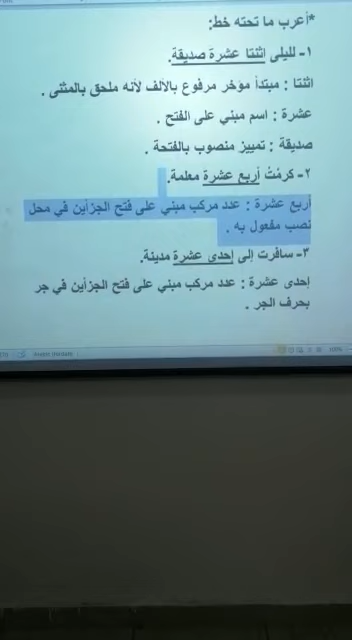 *أعرب ما تحته خط:
١- لليلى اثنتا عشرة صديقة.
اثنتا : مبتدأ مؤخر مرفوع بالألف لأنه ملحق بالمثنى .
عشرة : اسم مبني على الفتح .
صديقة : تمييز منصوب بالفتحة .
٢- كرمْتُ أربع عشرة معلمة.
أربع عشرة : عدد مركب مبني على فتح الجزأين في محل
نصب مفعول به .
٣- سافرت إلى إحدى عشرة مدينة.
إحدى عشرة : عدد مركب مبني على فتح الجزأين في جر
بحرف الجر .
100%